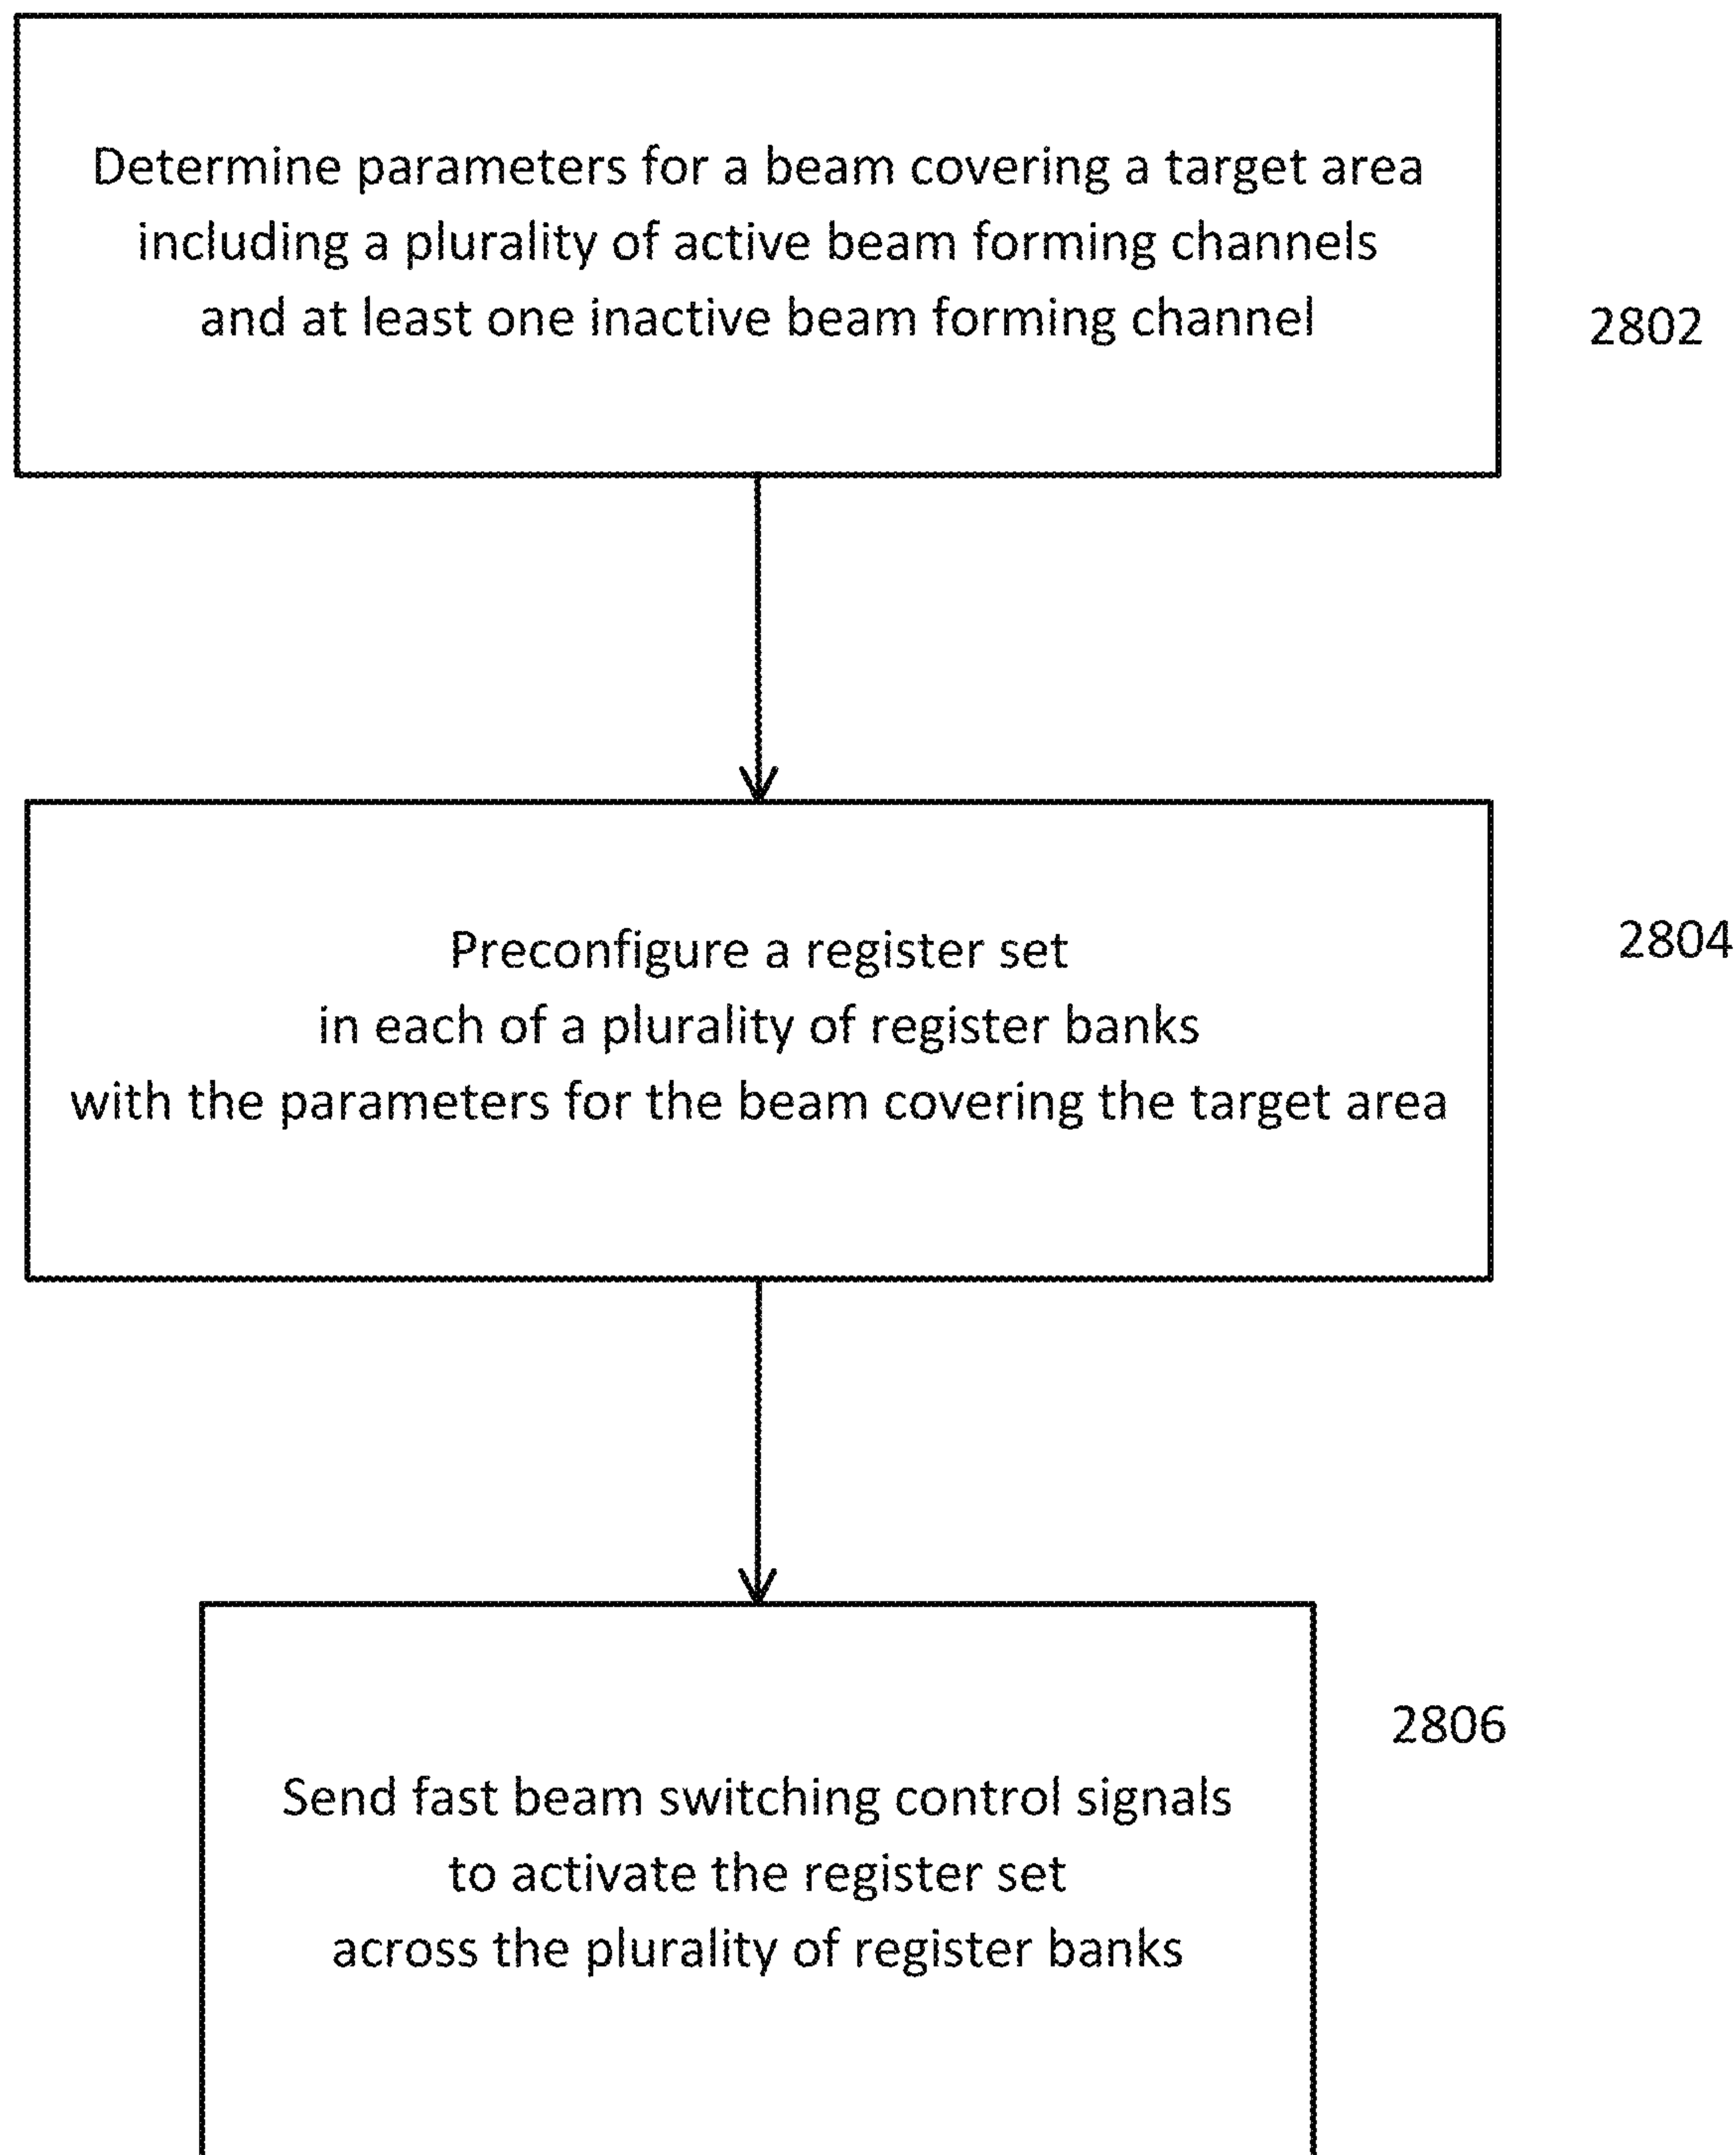 Determine parameters for a beam covering a target area
including a plurality of active beam forming channels
and at least one inactive beam forming channel
2802
Preconfigure a register set
in each of a plurality of register banks
with the parameters for the beam covering the target area
2804
2806
Send fast beam switching control signals
to activate the register set
across the plurality of register banks